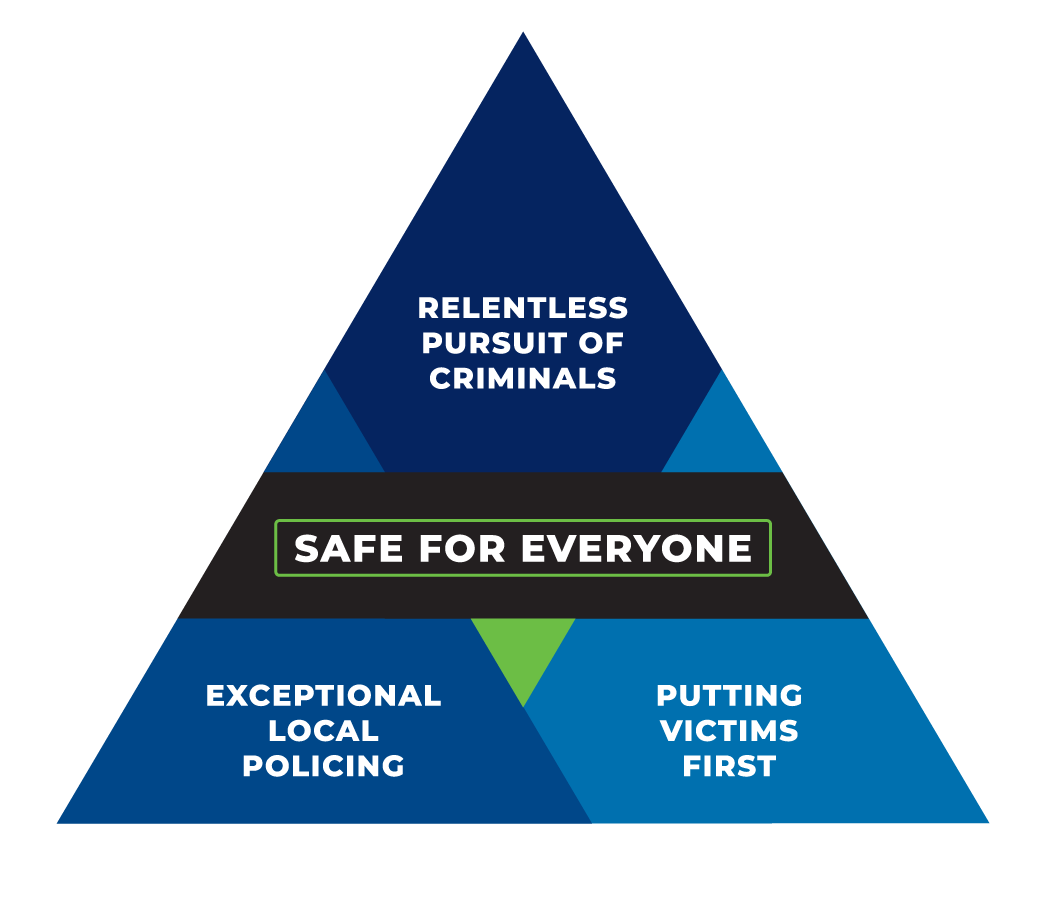 RELENTLESS
PURSUIT OF
CRIMINALS
SAFE FOR EVERYONE
EXCEPTIONAL
LOCAL
POLICING
PUTTING
VICTIMS
FIRST